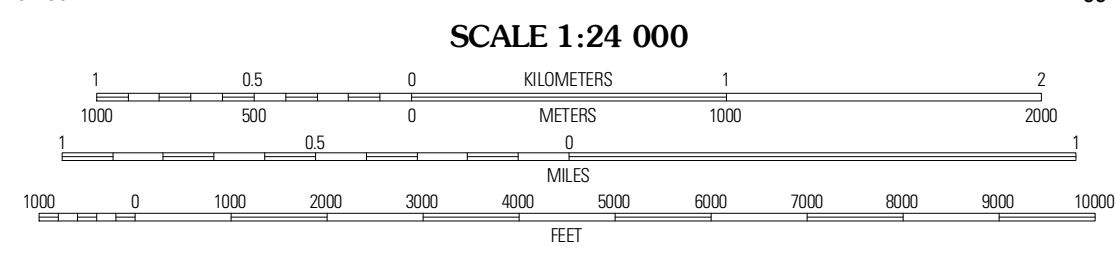 SCALE 1:24 000
1 0.5 0 KILOMETERS 1 2
1000 500 0 METERS 1000 2000
1 0.5 0 1
MILES
1000 0 1000 2000 3000 4000 5000 6000 7000 8000 9000 10000
FEET